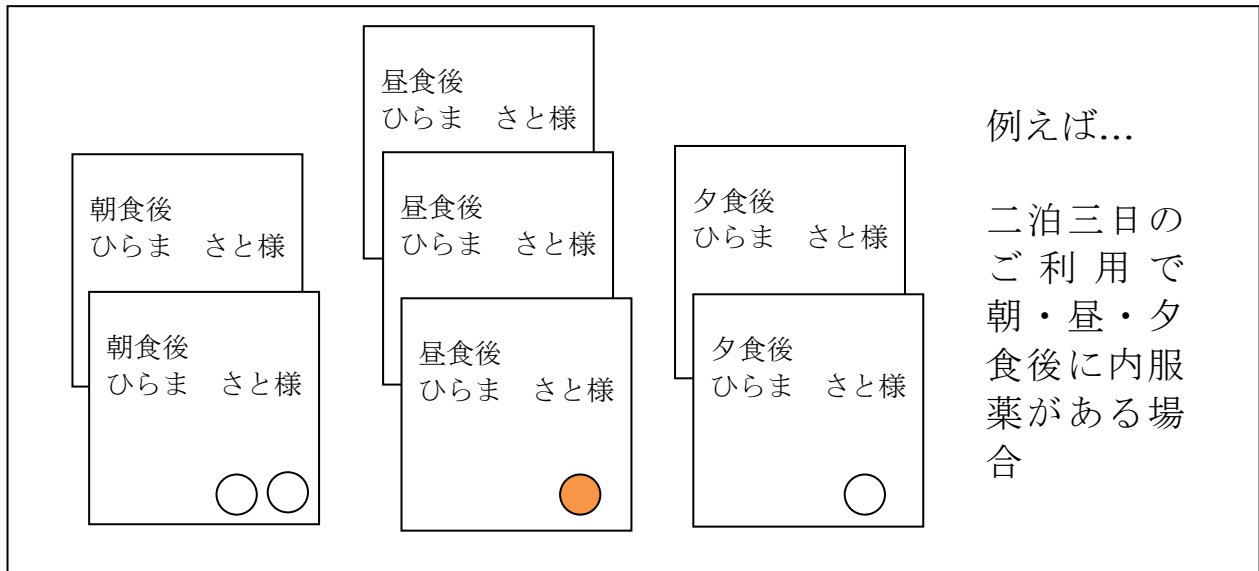 朝食後
ひらま　さと様
朝食後
ひらま　さと様
昼食後
ひらま　さと様
昼食後
ひらま　さと様
昼食後
ひらま　さと様
夕食後
ひらま　さと様
夕食後
ひらま　さと様
例えば…
二泊三日の
ご利用で
朝・昼・夕
食後に内服
薬がある場
合